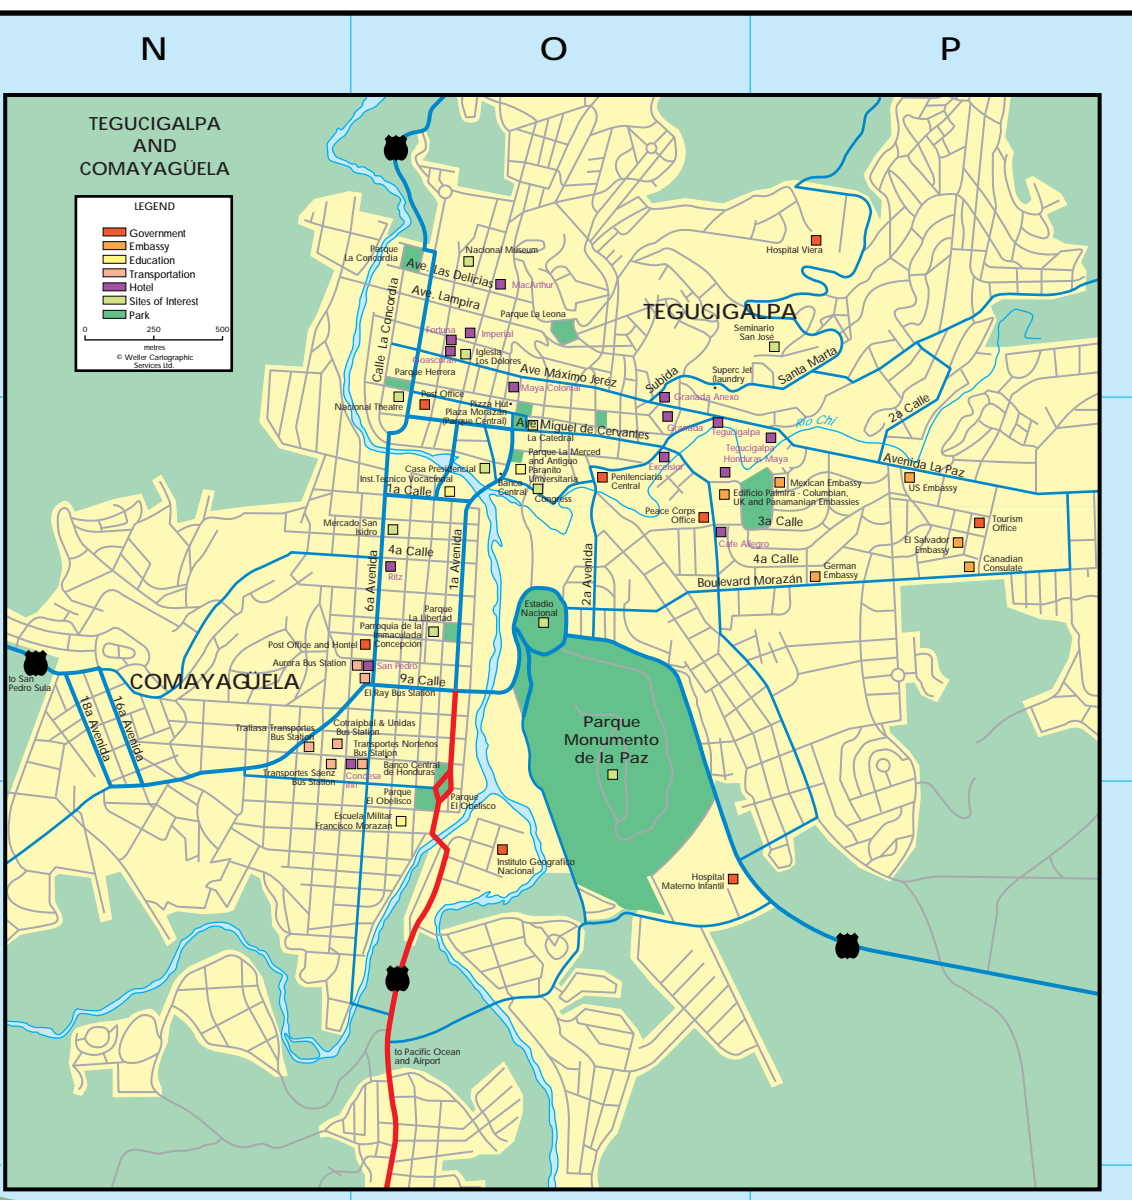 N
O
P
TEGUCIGALPA
AND
COMAYAGÜELA
LEGEND
Government
Embassy
Education
Transportation
Hotel
Sites of Interest
Park
0
250
500
metres
© Weller Cartographic
Services Ltd.
Parque
La Concordia
Nacional Museum
Hospital Viera
Ave. Las Delicias
MacArthur
Ave. Lampira
Calle La Concordia
Parque La Leona
TEGUCIGALPA
Fortuna
Imperial
Seminario
San José
Goascoran
Iglesia
Los Dolores
Parque Herrera
Ave Máximo Jerez
Subida
Superc Jet
(laundry
Santa Marta
Maya Colonial
Granada Anexo
Post Office
Nacional Theatre
Pizza Hut
Plaza Morazán
(Parque Central)
Ave Miguel de Cervantes
La Catedral
Granada
Tegucigalpa
Río Chi
2a Calle
Tegucigalpa
Honduras Maya
Parque La Merced
and Antiguo
Paranito
Universitaria
Casa Presidencial
Inst.Tecnico Vocacional
1a Calle
Banco
Central
Congress
Excelsior
Penitenciaria
Central
Avenida La Paz
US Embassy
Mexican Embassy
Edificio Palmira - Columbian,
UK and Panamanian Embassies
Peace Corps
Office
3a Calle
Tourism
Office
Mercado San
Isidro
Cafe Allegro
El Salvador
Embassy
4a Calle
4a Calle
Canadian
Consulate
German
Embassy
Ritz
1a Avenida
6a Avenida
2a Avenida
Boulevard Morazán
Estadio
Nacional
Parque
La Libertad
Parroquia de la
Immaculada
Concepción
Post Office and Hontel
Aurora Bus Station
San Pedro
9a Calle
El Ray Bus Station
to San
Pedro Sula
COMAYAGÜELA
18a Avenida
16a Avenida
Trallasa Transportes
Bus Station
Cotraipbal & Unidas
Bus Station
Transportes Norteños
Bus Station
Banco Central
de Honduras
Transportes Saenz
Bus Station
Condesa
Inn
Parque
Monumento
de la Paz
Parque
El Obelisco
Parque
El Obelisco
Escuela Militar
Francisco Morazan
Instituto Geografico
Nacional
Hospital
Materno Infantil
to Pacific Ocean
and Airport